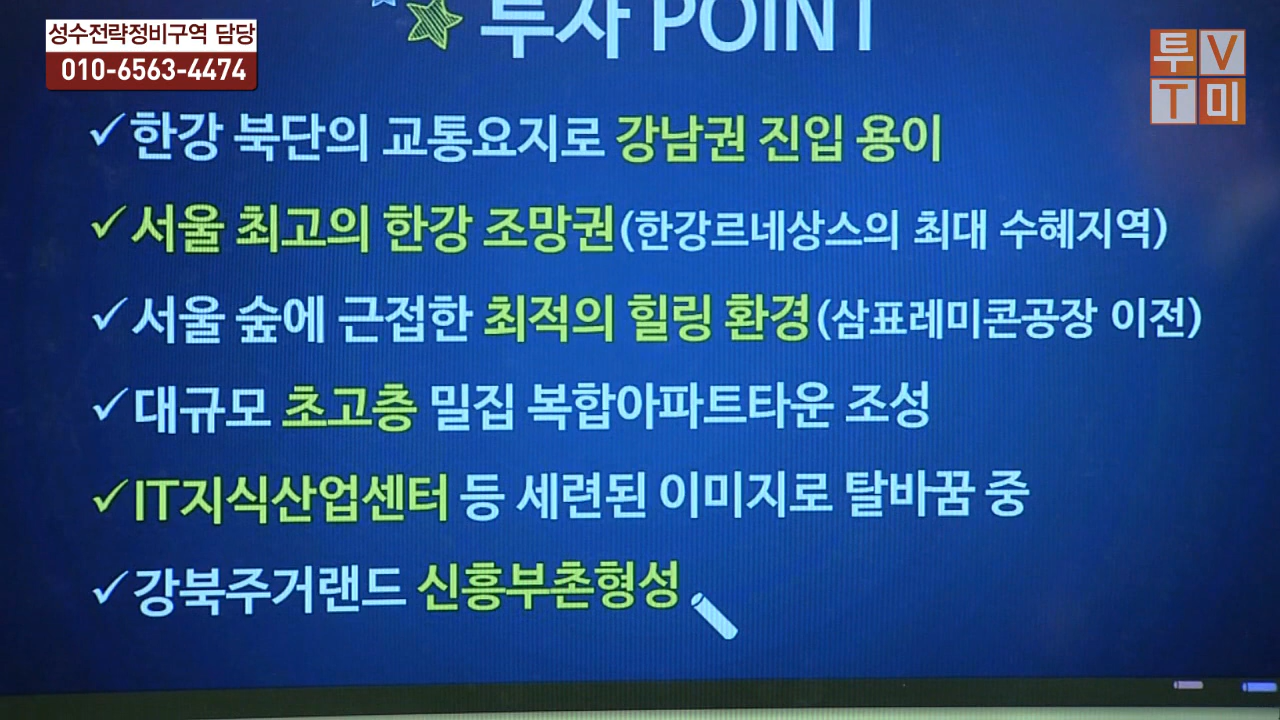 성수전략정비구역 담당
010-6563-4474
투V
T미
투자 POINT
✓한강 북단의 교통요지로 강남권 진입 용이
✓서울 최고의 한강 조망권(한강르네상스의 최대 수혜지역)
✓서울 숲에 근접한 최적의 힐링 환경(삼표레미콘공장 이전)
✓대규모 초고층 밀집 복합아파트타운 조성
✓IT지식산업센터 등 세련된 이미지로 탈바꿈 중
✓강북주거랜드 신흥부촌형성